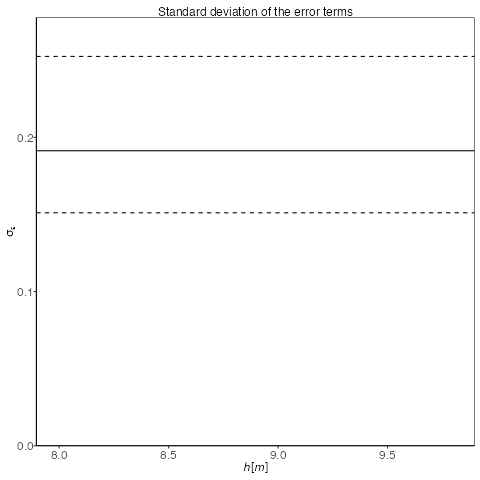 Standard deviation of the error terms
0.2
σε
0.1
0.0
8.0 8.5 9.0 9.5
h[m]